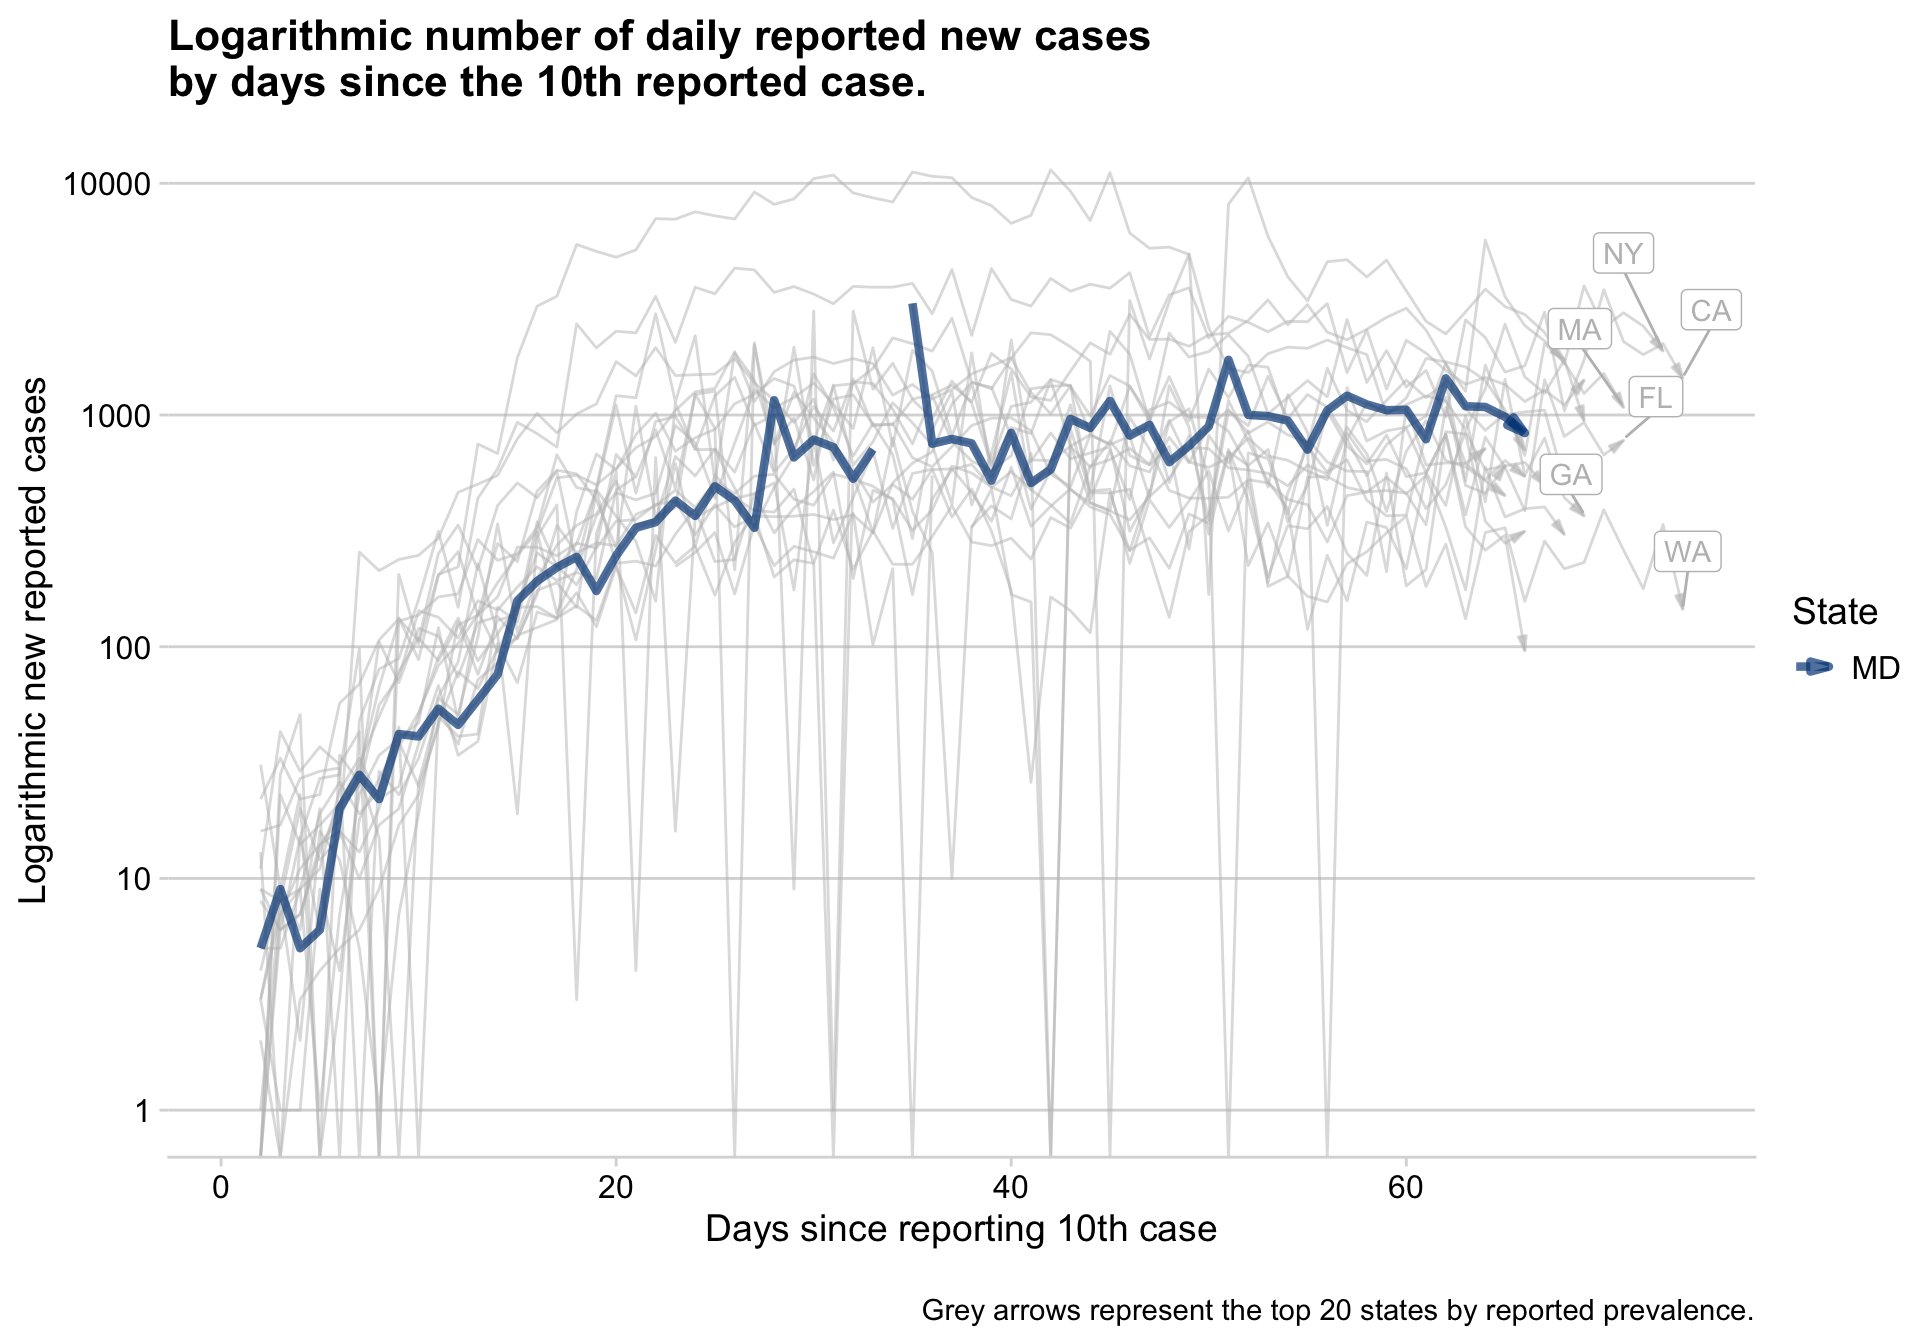 Logarithmic number of daily reported new cases
by days since the 10th reported case.
Logarithmic new reported cases
10000
1000
100
10
1
NY
CA
MA
FL
GA
WA
State
MD
0
20
40
60
Days since reporting 10th case
Grey arrows represent the top 20 states by reported prevalence.